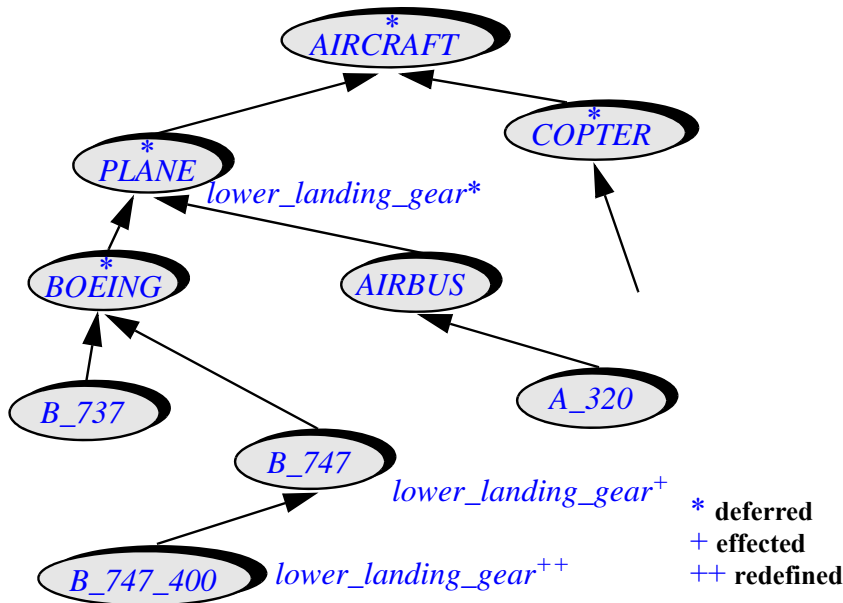 *
AIRCRAFT
*
COPTER
*
PLANE
lower_landing_gear*
*
BOEING
AIRBUS
B_737
A_320
B_747
lower_landing_gear+
* deferred
+ effected
++ redefined
B_747_400
lower_landing_gear++